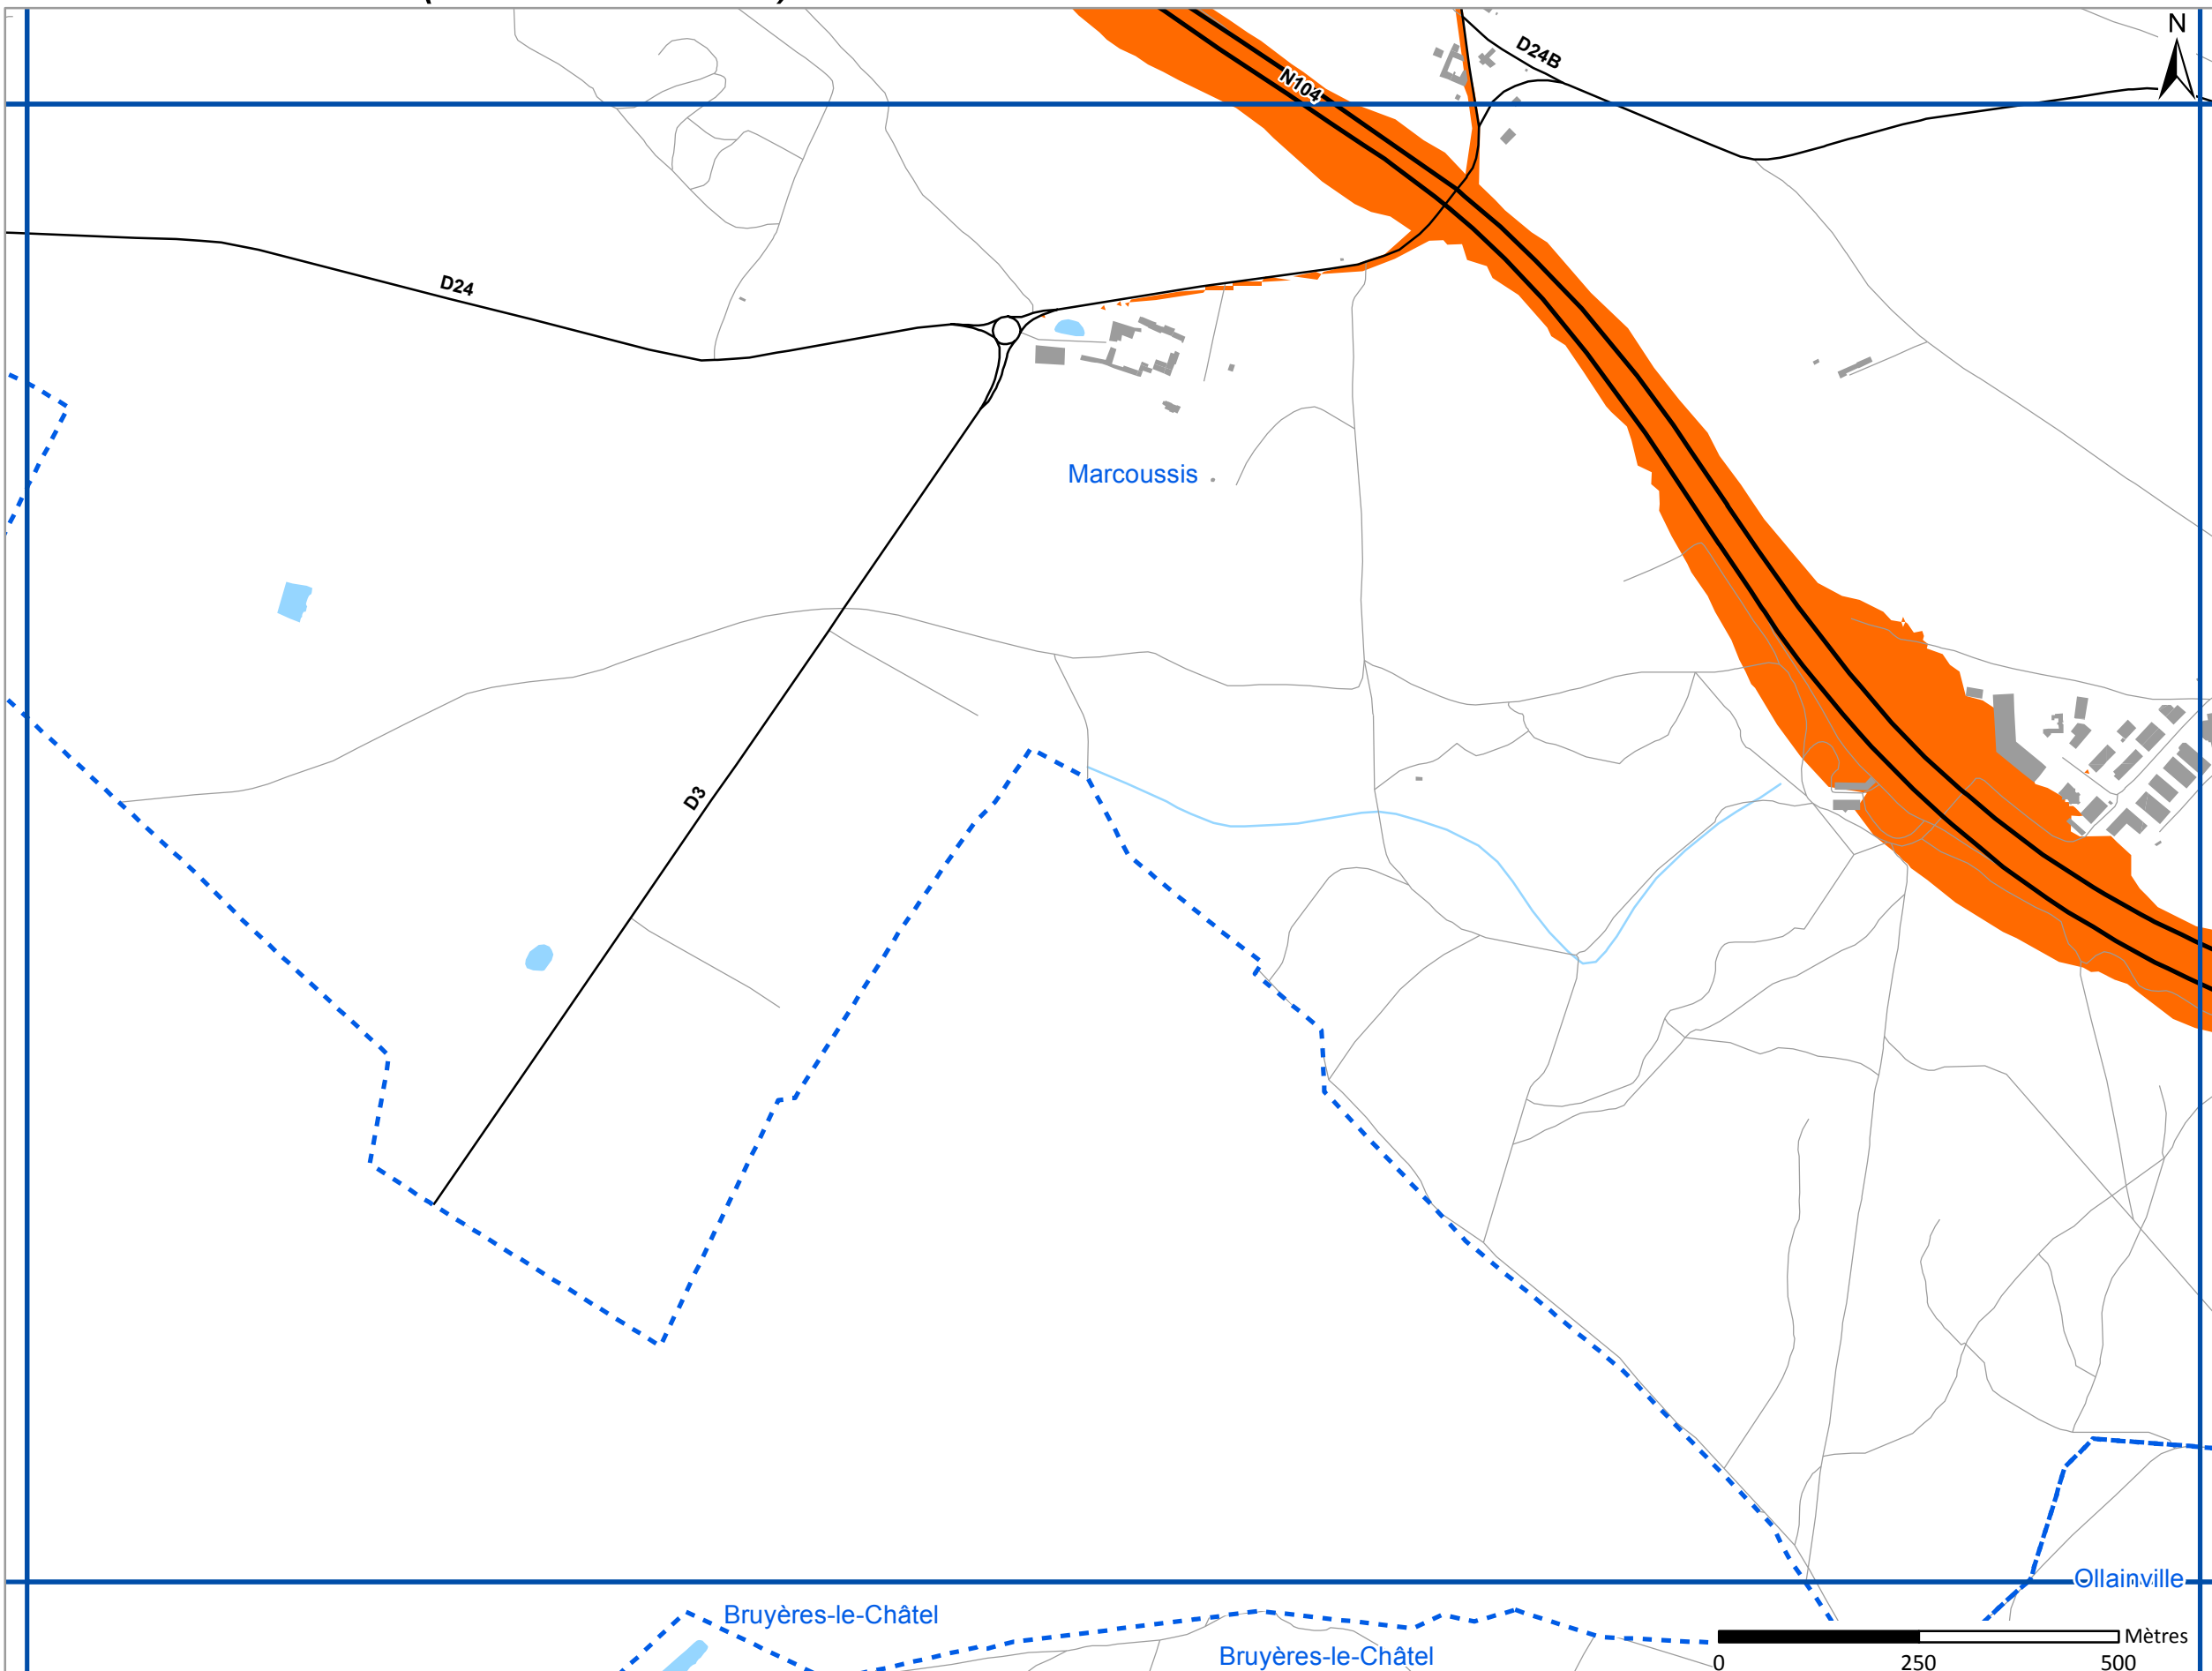 N
D24B
N104
D24
Marcoussis
D3
Ollainville
Bruyères-le-Châtel
Bruyères-le-Châtel
Mètres
0 250 500